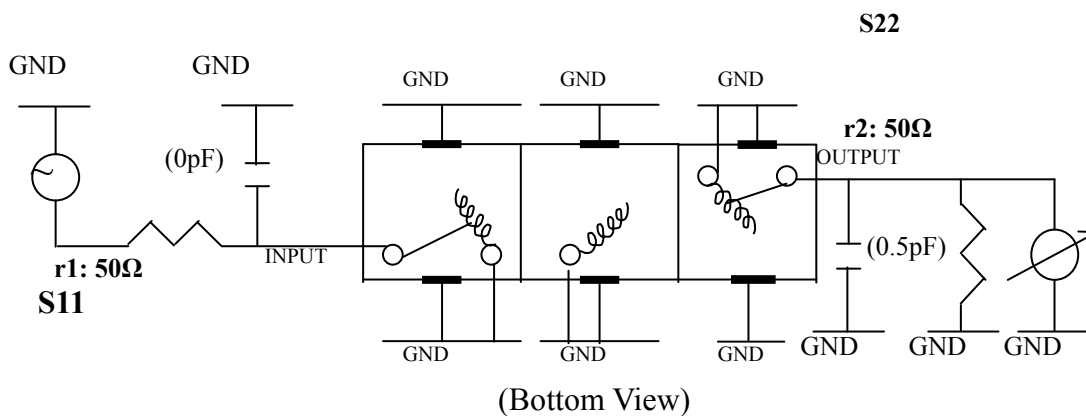 S22
GND
GND
GND
GND
GND
r2: 50Ω
(0pF)
OUTPUT
INPUT
(0.5pF)
r1: 50Ω
S11
GND
GND
GND
GND
GND
GND
(Bottom View)